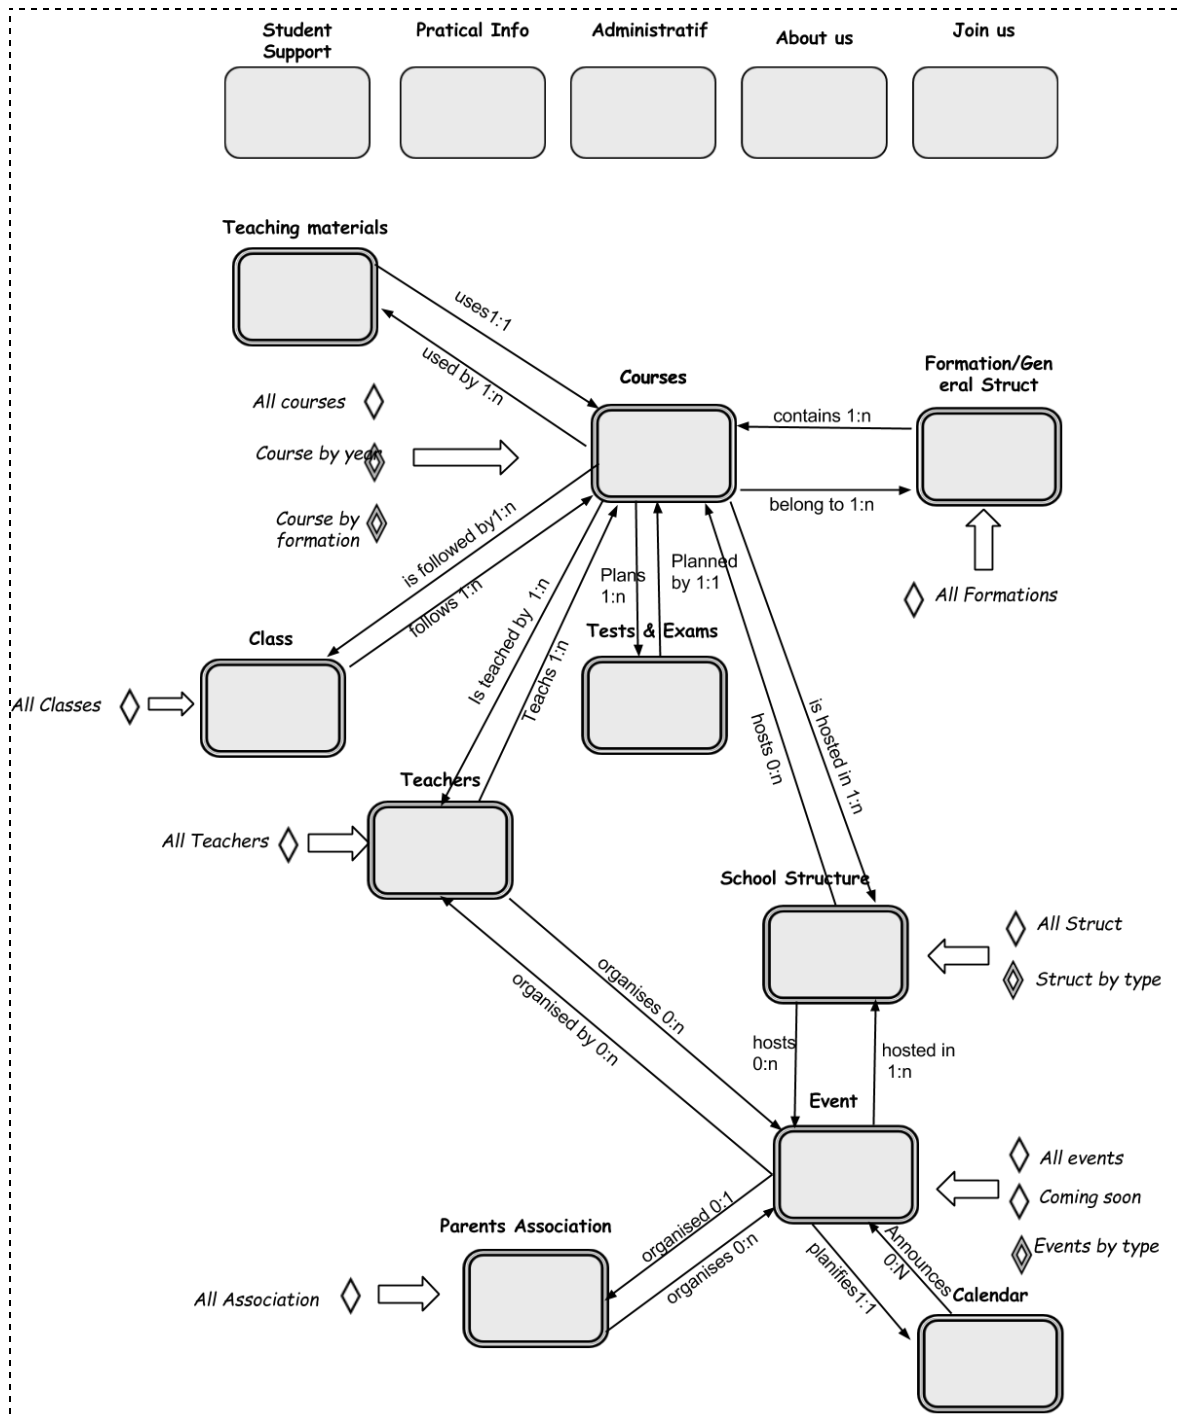 Student
Support
Pratical Info
Administratif
About us
Join us
Teaching materials
uses1:1
used by 1:n
All courses
Course by year
Course by
formation
Courses
Formation/Gen
eral Struct
contains 1:n
belong to 1:n
All Formations
is followed by1:n
follows 1:n
Is teached by 1:n
Teachs 1:n
Plans
1:n
Planned
by 1:1
Tests & Exams
Class
All Classes
hosts 0:n
is hosted in 1:n
Teachers
All Teachers
School Structure
All Struct
Struct by type
organises 0:n
organised by 0:n
hosts
0:n
hosted in
1:n
Event
All events
Coming soon
Events by type
organised 0:1
organises 0:n
Parents Association
All Association
planifies1:1
Announces
0:N
Calendar